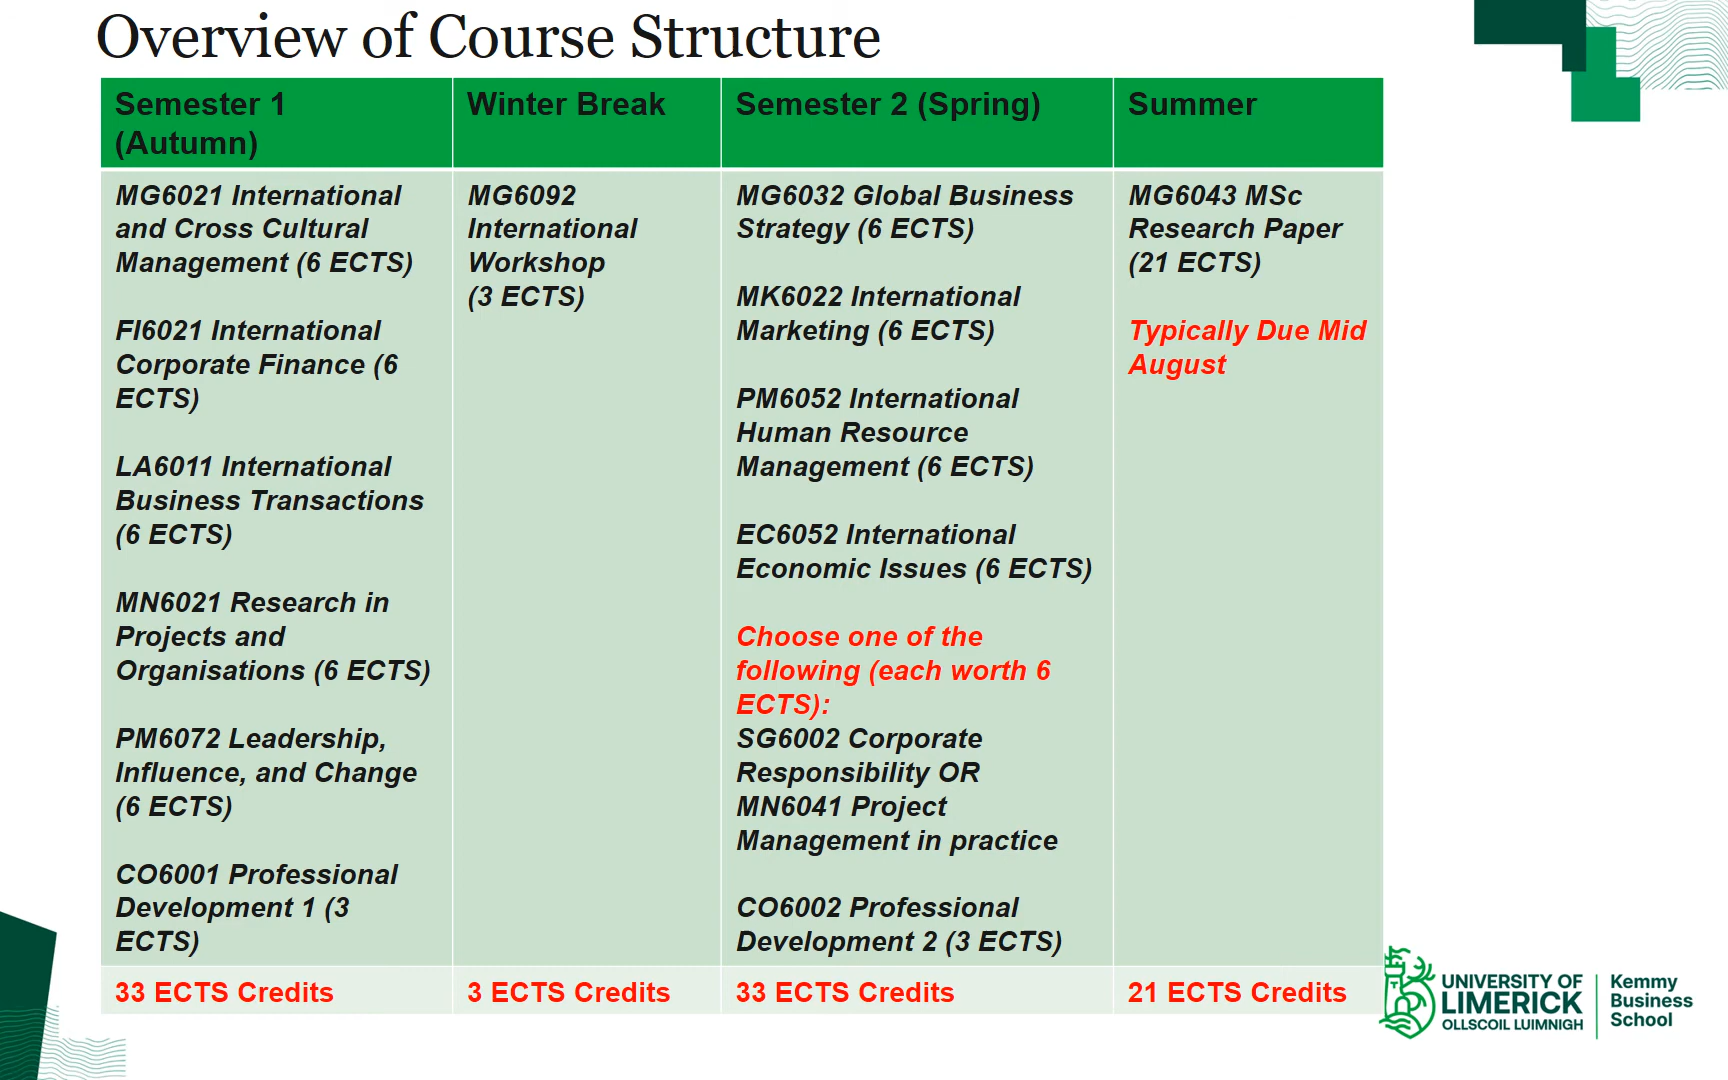 Overview of Course Structure
Semester 1
(Autumn)
Winter Break
Semester 2 (Spring)
Summer
MG6021 International
and Cross Cultural
Management (6 ECTS)
FI6021 International
Corporate Finance (6
ECTS)
LA6011 International
Business Transactions
(6 ECTS)
MN6021 Research in
Projects and
Organisations (6 ECTS)
PM6072 Leadership,
Influence, and Change
(6 ECTS)
CO6001 Professional
Development 1 (3
ECTS)
MG6092
International
Workshop
(3 ECTS)
MG6032 Global Business
Strategy (6 ECTS)
MK6022 International
Marketing (6 ECTS)
PM6052 International
Human Resource
Management (6 ECTS)
EC6052 International
Economic Issues (6 ECTS)
Choose one of the
following (each worth 6
ECTS):
SG6002 Corporate
Responsibility OR
MN6041 Project
Management in practice
CO6002 Professional
Development 2 (3 ECTS)
MG6043 MSc
Research Paper
(21 ECTS)
Typically Due Mid
August
33 ECTS Credits
3 ECTS Credits
33 ECTS Credits
21 ECTS Credits
UNIVERSITY OF
LIMERICK
OLLSCOIL LUIMNIGH
Kemmy
Business
School